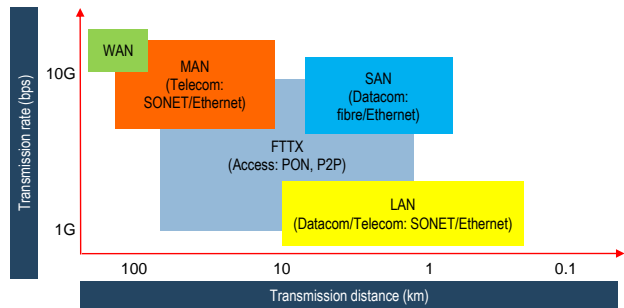 Transmission rate (bps)
10G
1G
WAN
MAN
(Telecom:
SONET/Ethernet)
SAN
(Datacom:
fibre/Ethernet)
FTTX
(Access: PON, P2P)
LAN
(Datacom/Telecom: SONET/Ethernet)
100
10
1
0.1
Transmission distance (km)